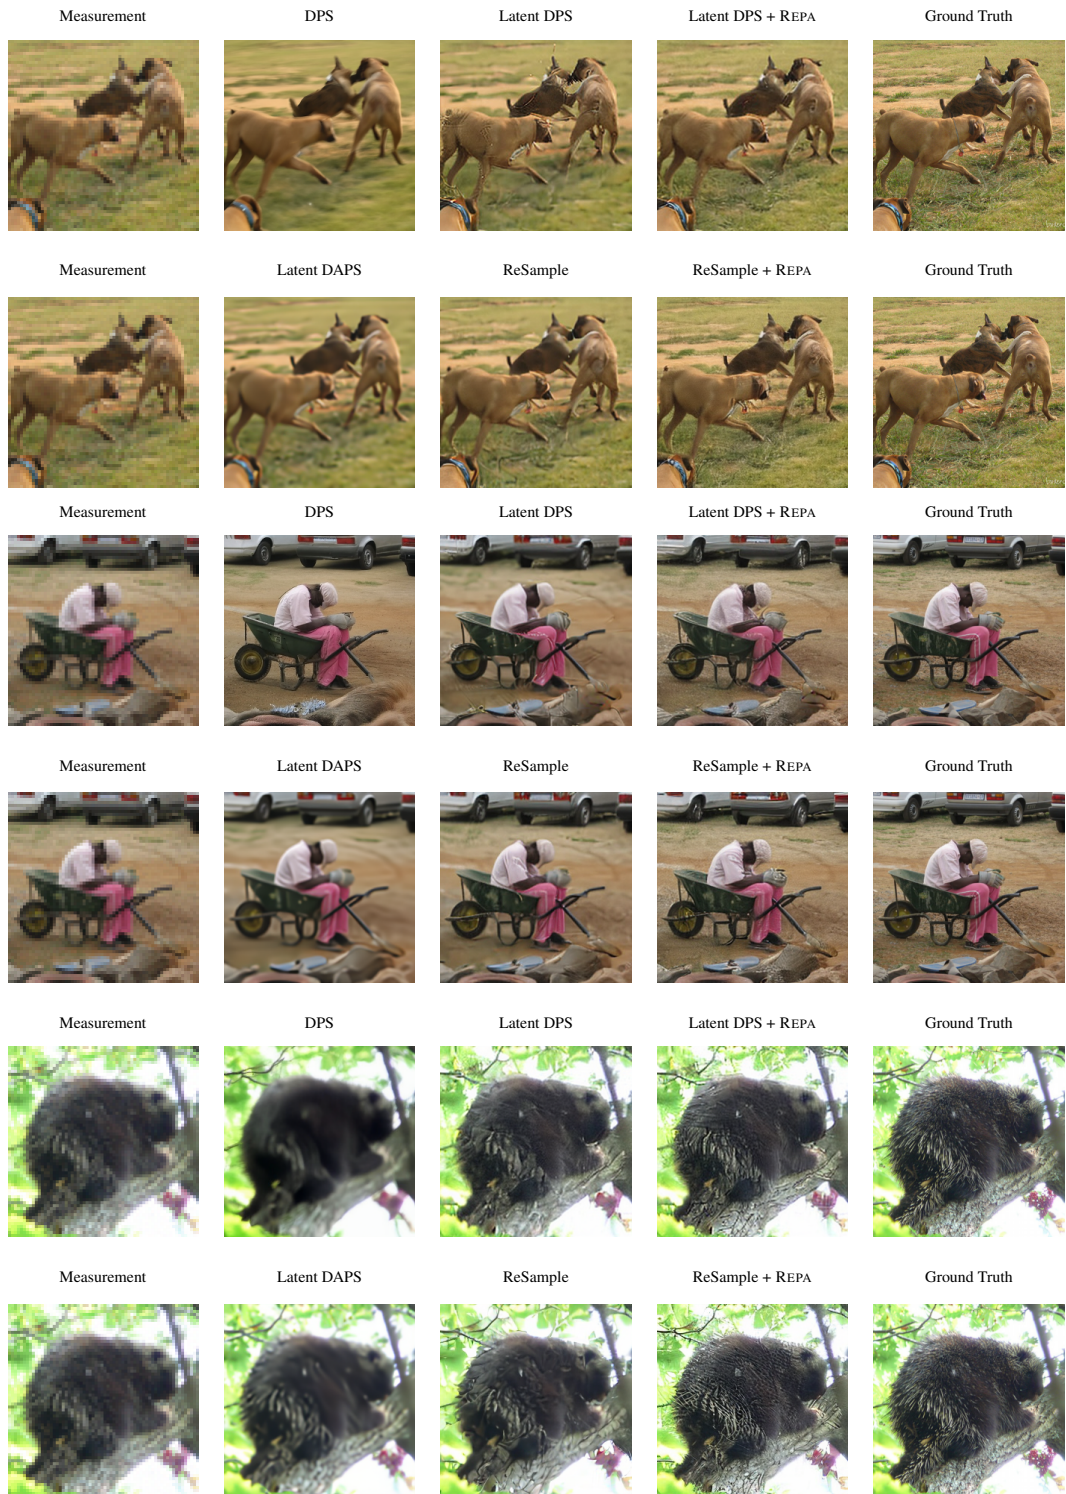 Measurement DPS Latent DPS Latent DPS + REPA Ground Truth
Measurement Latent DAPS ReSample ReSample + REPA Ground Truth
Measurement DPS Latent DPS Latent DPS + REPA Ground Truth
Measurement Latent DAPS ReSample ReSample + REPA Ground Truth
Measurement DPS Latent DPS Latent DPS + REPA Ground Truth
Measurement Latent DAPS ReSample ReSample + REPA Ground Truth